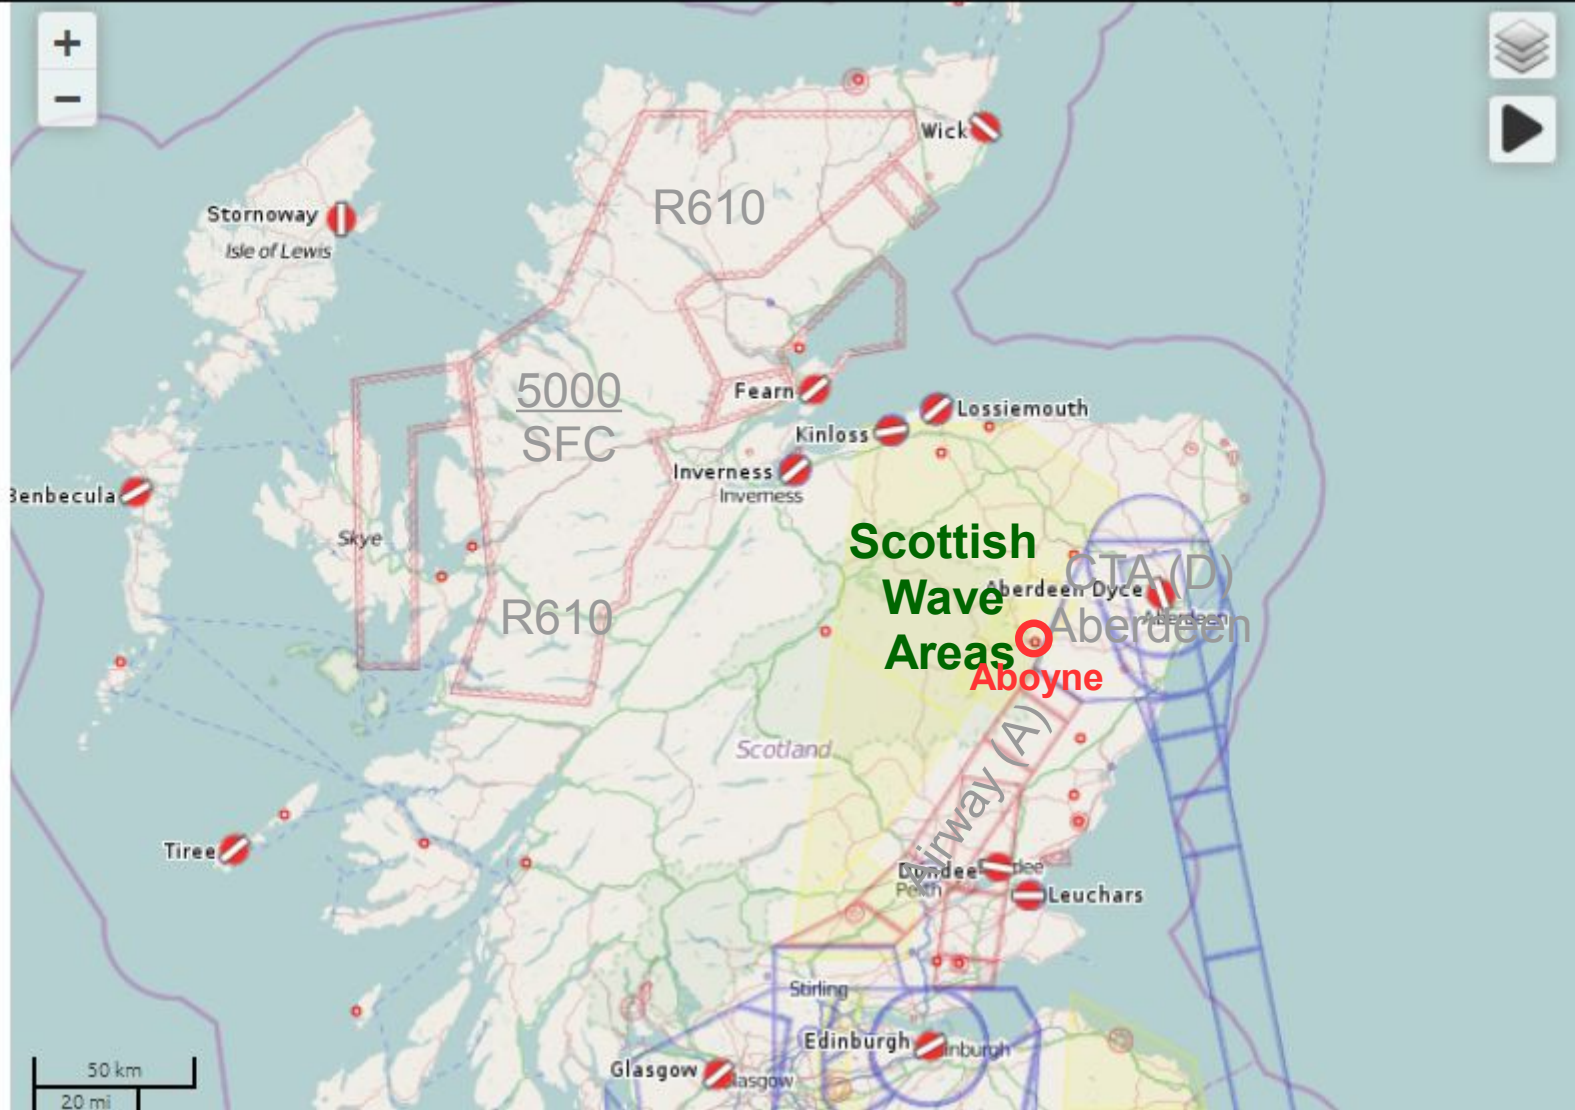 +
−
Wick
R610
Stornoway
Isle of Lewis
5000
SFC
Fearn
Lossiemouth
Kinloss
Inverness
Inverness
Benbecula
Skye
Scottish
Wave
Areas
CTA (D)
Aberdeen Dyce
Aberdeen
Aberdeen
R610
Aboyne
Scotland
Airway (A)
Tiree
Dundee
Perth
Leuchars
Stirling
Edinburgh
Glasgow
Glasgow
50 km
20 mi